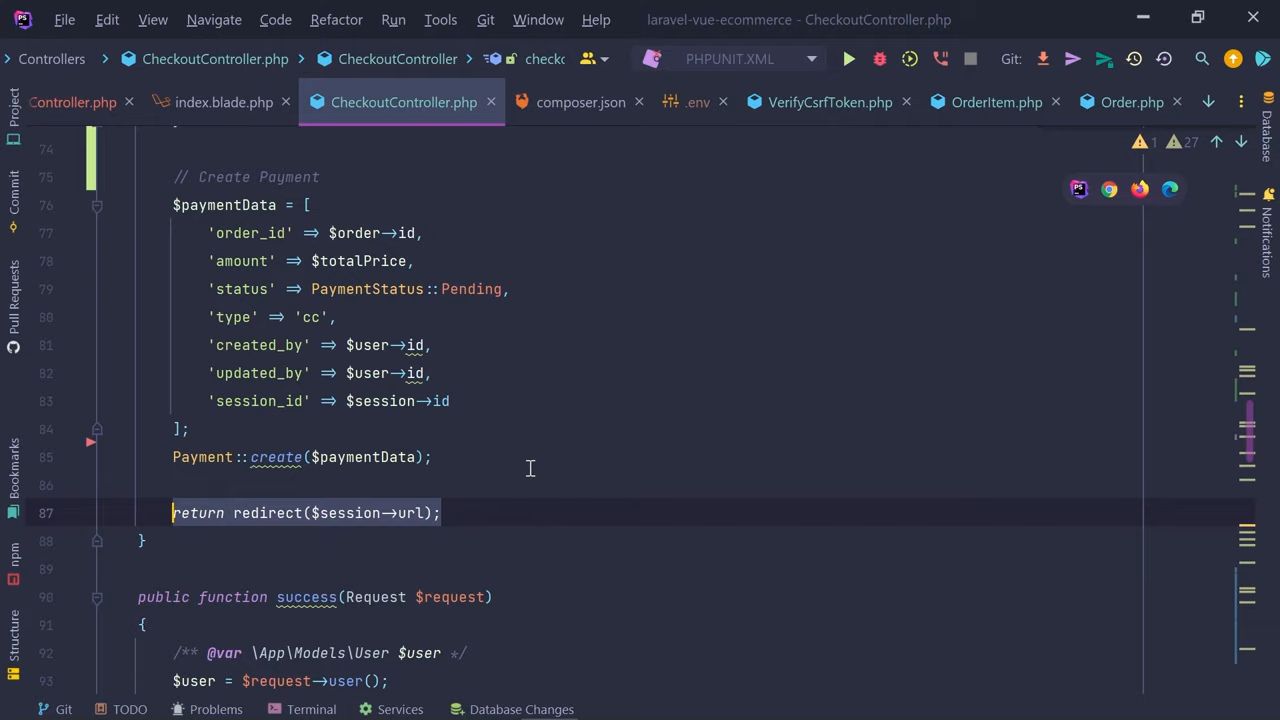 File Edit View Navigate Code Refactor Run Tools Git Window Help laravel-vue-ecommerce - CheckoutController.php
Controllers CheckoutController.php CheckoutController checkc PHPUNIT.XML Git:
Controller.php index.blade.php CheckoutController.php composer.json .env VerifyCsrfToken.php OrderItem.php Order.php
1 27
74
75 // Create Payment
76 $paymentData = [
77 'order_id' => $order->id,
78 'amount' => $totalPrice,
79 'status' => PaymentStatus::Pending,
80 'type' => 'cc',
81 'created_by' => $user->id,
82 'updated_by' => $user->id,
83 'session_id' => $session->id
84 ];
85 Payment::create($paymentData);
86
87 return redirect($session->url);
88 }
89
90 public function success(Request $request)
91 {
92 /** @var \App\Models\User $user */
93 $user = $request->user();
Project
Commit
Pull Requests
Bookmarks
npm
Structure
Database
Notifications
Git TODO Problems Terminal Services Database Changes